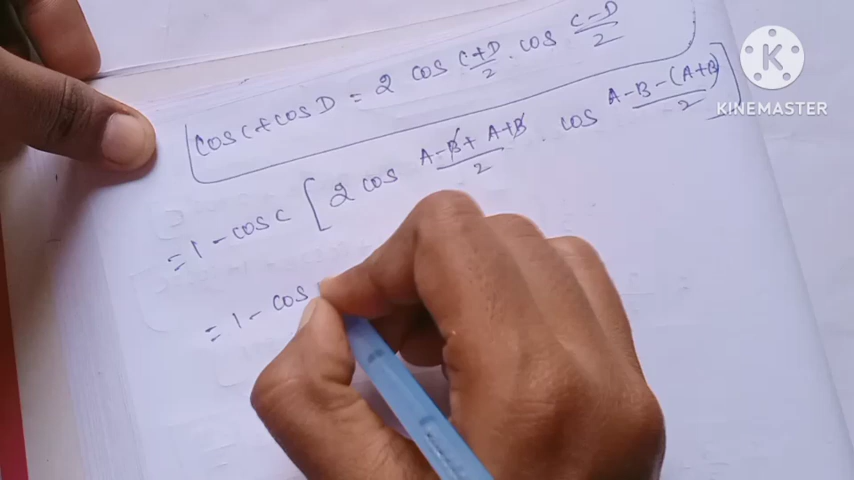 cos C + cos D = 2 cos C+D/2 . cos C-D/2
= 1 - cos C [ 2 cos A-B+A+B/2 . cos A-B-(A+B)/2 ]
= 1 - cos
KINEMASTER